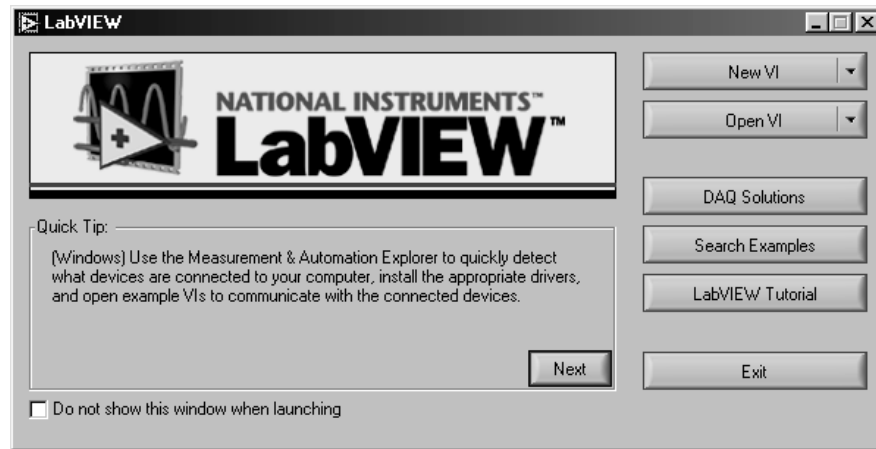 LabVIEW
NATIONAL INSTRUMENTS™
LabVIEW™
New VI
Open VI
DAQ Solutions
Search Examples
LabVIEW Tutorial
Exit
Quick Tip:
(Windows) Use the Measurement & Automation Explorer to quickly detect
what devices are connected to your computer, install the appropriate drivers,
and open example VIs to communicate with the connected devices.
Next
Do not show this window when launching